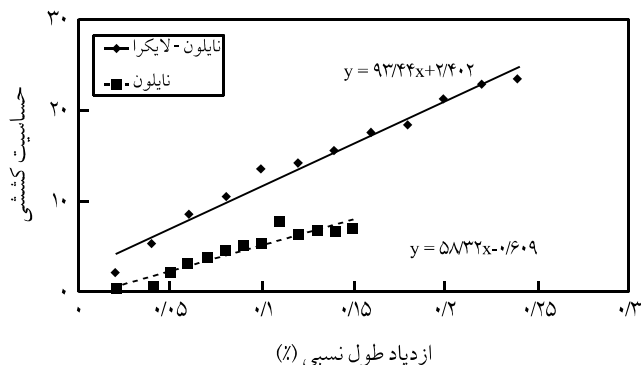 ۳۰
نایلون - لایکرا
نایلون
y = ۹۳/۴۴x+۲/۴۰۲
حساسیت کششی
۲۰
۱۰
y = ۵۸/۳۲x-۰/۶۰۹
۰
۰ ۰/۰۵ ۰/۱ ۰/۱۵ ۰/۲ ۰/۲۵ ۰/۳
ازدیاد طول نسبی (٪)